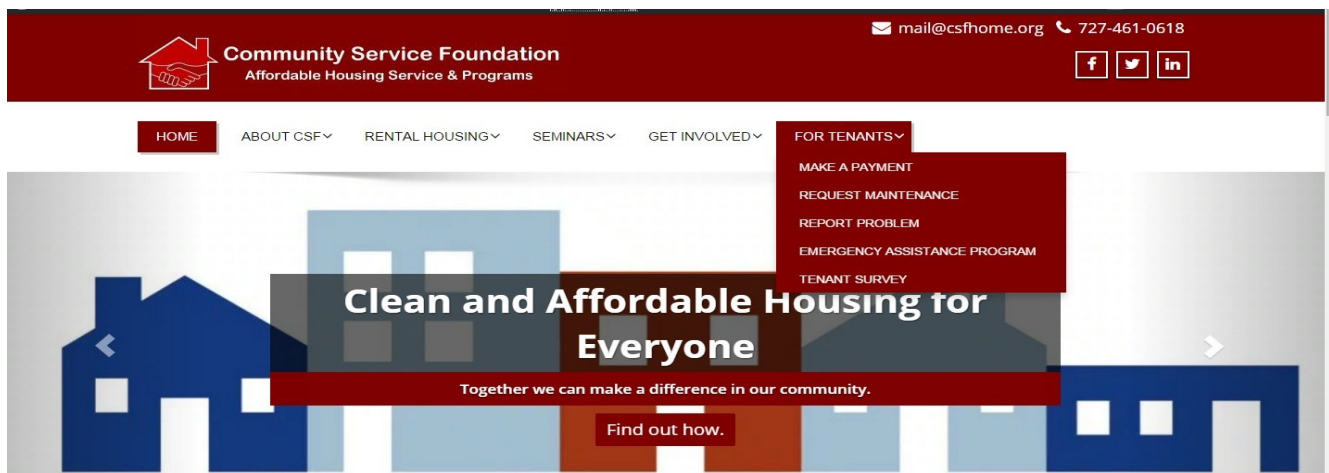 mail@csfhome.org 727-461-0618
Community Service Foundation
Affordable Housing Service & Programs
f in
HOME ABOUT CSF RENTAL HOUSING SEMINARS GET INVOLVED FOR TENANTS
MAKE A PAYMENT
REQUEST MAINTENANCE
REPORT PROBLEM
EMERGENCY ASSISTANCE PROGRAM
TENANT SURVEY
Clean and Affordable Housing for
Everyone
Together we can make a difference in our community.
Find out how.